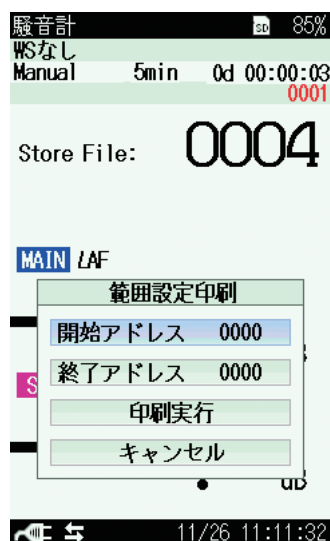 騒音計 SD 85%
WSなし
Manual 5min 0d 00:00:03
0001
Store File: 0004
MAIN LAF
範囲設定印刷
開始アドレス 0000
終了アドレス 0000
S
印刷実行
キャンセル
11/26 11:11:32